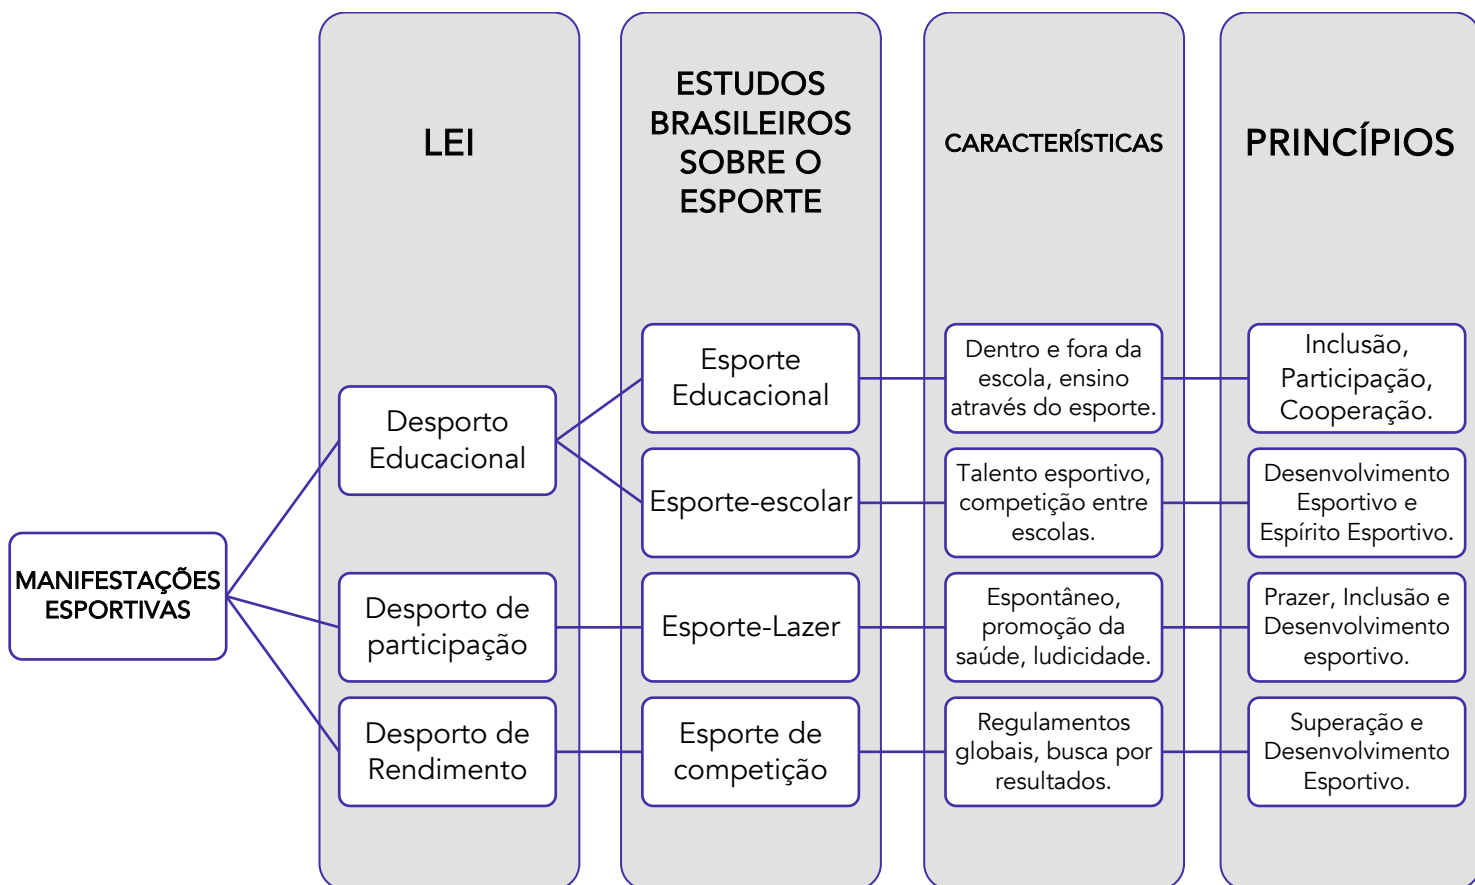 LEI
ESTUDOS
BRASILEIROS
SOBRE O
ESPORTE
CARACTERÍSTICAS
PRINCÍPIOS
MANIFESTAÇÕES
ESPORTIVAS
Desporto
Educacional
Esporte
Educacional
Dentro e fora da
escola, ensino
através do esporte.
Inclusão,
Participação,
Cooperação.
Esporte-escolar
Talento esportivo,
competição entre
escolas.
Desenvolvimento
Esportivo e
Espírito Esportivo.
Desporto de
participação
Esporte-Lazer
Espontâneo,
promoção da
saúde, ludicidade.
Prazer, Inclusão e
Desenvolvimento
esportivo.
Desporto de
Rendimento
Esporte de
competição
Regulamentos
globais, busca por
resultados.
Superação e
Desenvolvimento
Esportivo.